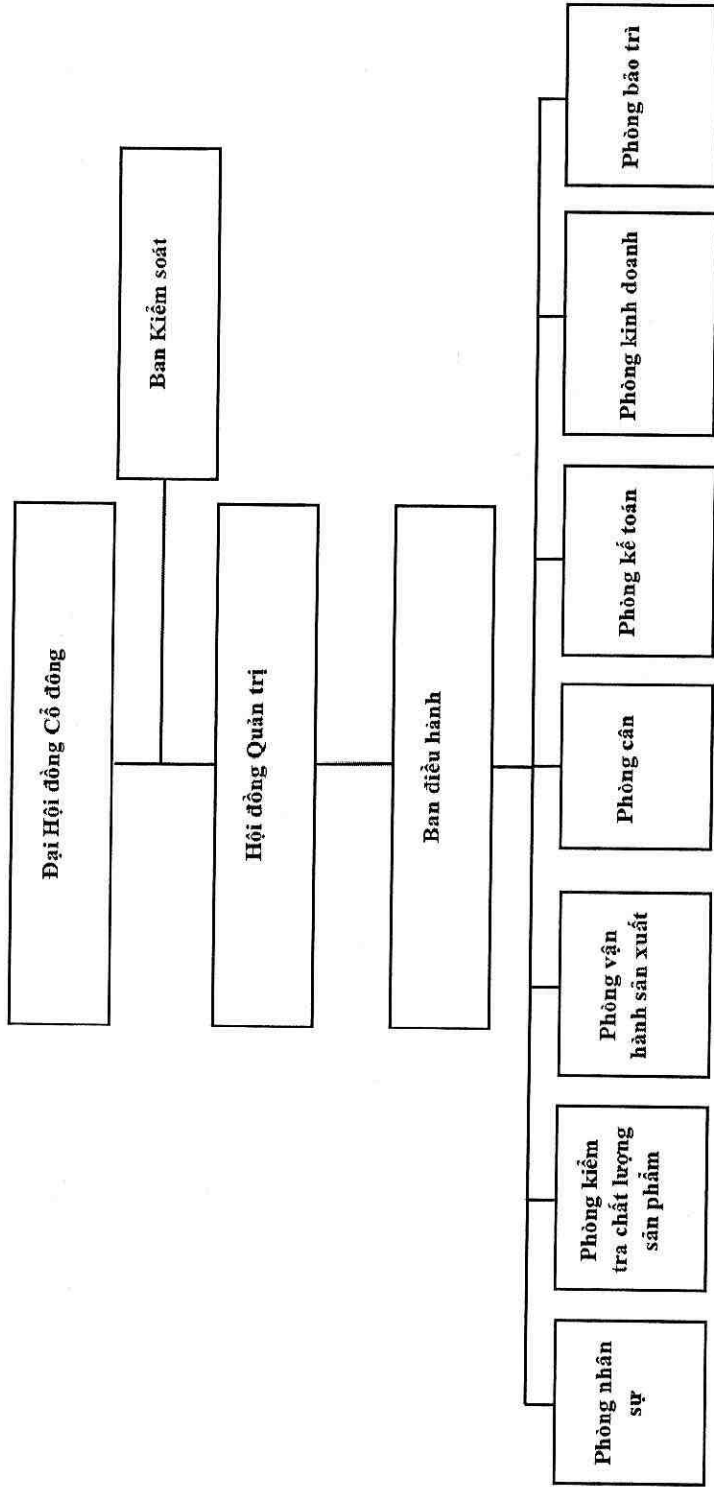 Đại Hội đồng Cổ đông
Ban Kiểm soát
Hội đồng Quản trị
Ban điều hành
Phòng nhân
sự
Phòng kiểm
tra chất lượng
sản phẩm
Phòng vận
hành sản xuất
Phòng cân
Phòng kế toán
Phòng kinh doanh
Phòng bảo trì